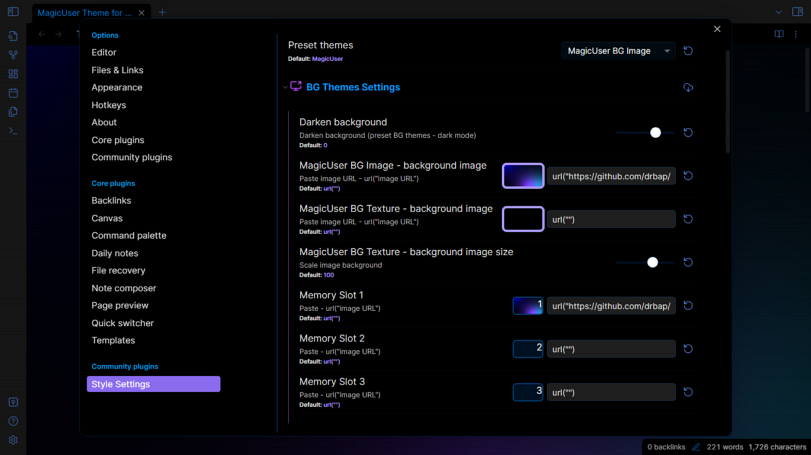 MagicUser Theme for ...
Options
Editor
Files & Links
Appearance
Hotkeys
About
Core plugins
Community plugins
Core plugins
Backlinks
Canvas
Command palette
Daily notes
File recovery
Note composer
Page preview
Quick switcher
Templates
Community plugins
Style Settings
Preset themes
Default: MagicUser
MagicUser BG Image
BG Themes Settings
Darken background
Darken background (preset BG themes - dark mode)
Default: 0
MagicUser BG Image - background image
Paste image URL - url("Image URL")
Default: url("")
url("https://github.com/drbap/
MagicUser BG Texture - background image
Paste image URL - url("Image URL")
Default: url("")
url("")
MagicUser BG Texture - background image size
Scale image background
Default: 100
Memory Slot 1
Paste - url("image URL")
Default: url("")
1
url("https://github.com/drbap/
Memory Slot 2
Paste - url("image URL")
Default: url("")
2
url("")
Memory Slot 3
Paste - url("image URL")
Default: url("")
3
url("")
0 backlinks 221 words 1,726 characters